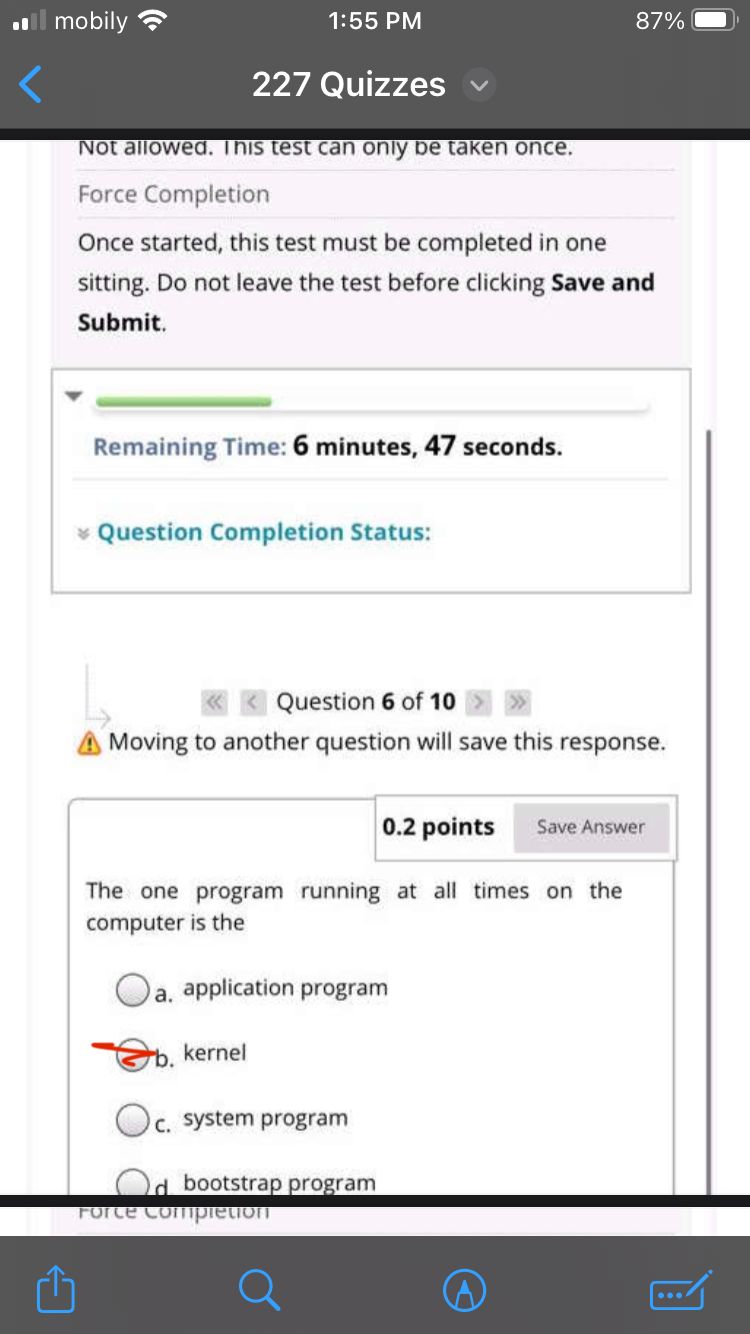 mobily 1:55 PM 87%
227 Quizzes
Not allowed. This test can only be taken once.
Force Completion
Once started, this test must be completed in one
sitting. Do not leave the test before clicking Save and
Submit.
Remaining Time: 6 minutes, 47 seconds.
Question Completion Status:
Question 6 of 10
Moving to another question will save this response.
0.2 points Save Answer
The one program running at all times on the
computer is the
a. application program
b. kernel
c. system program
d bootstrap program
Force Completion